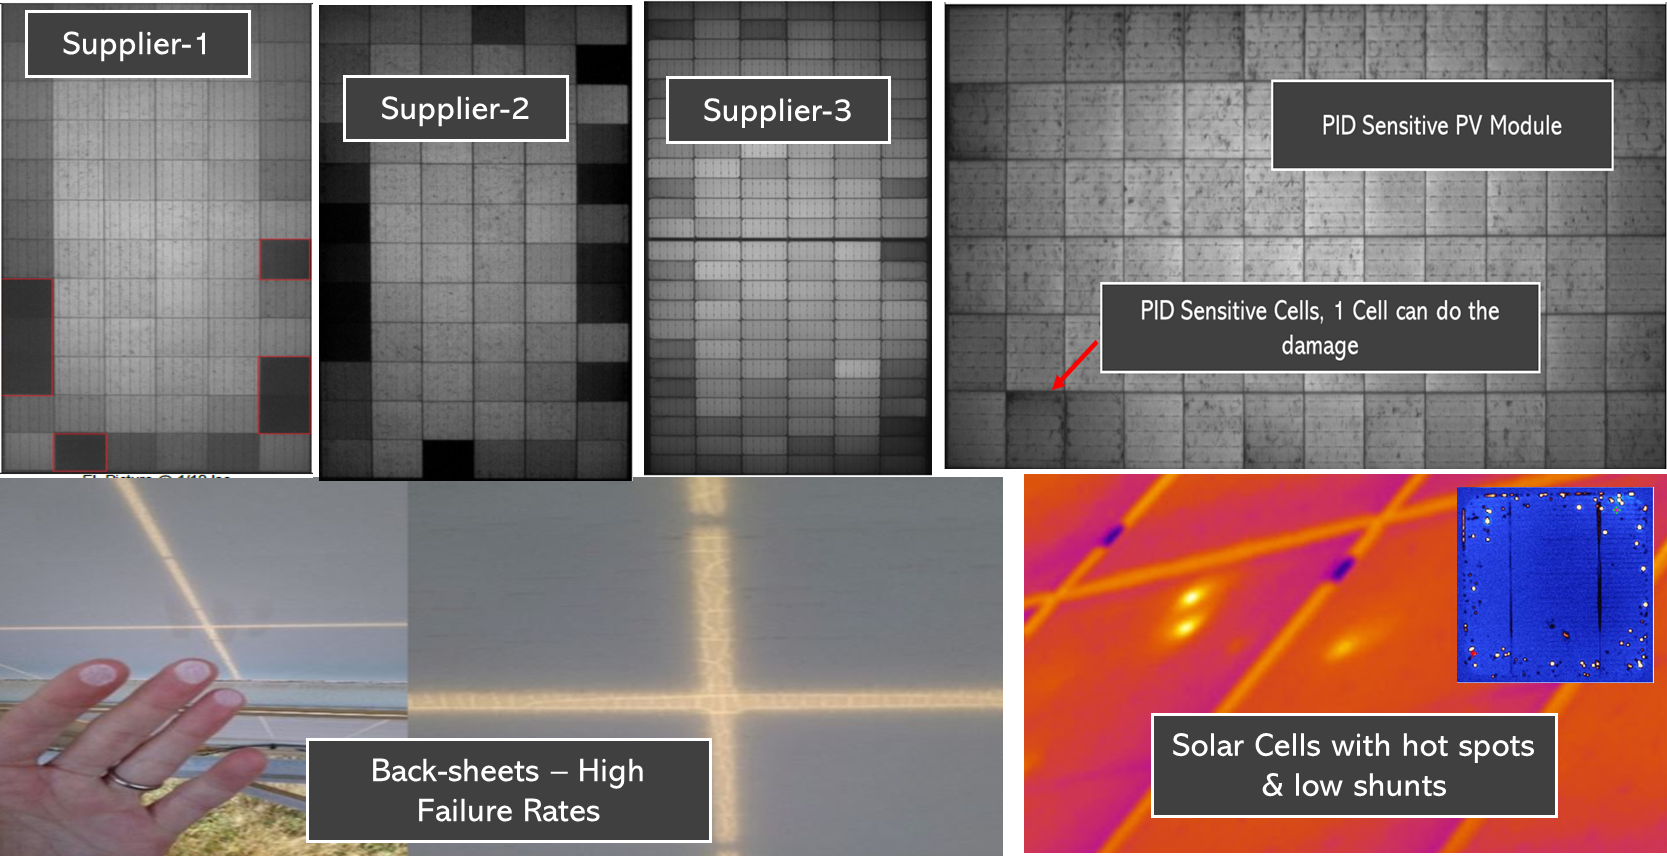 Supplier-1
Supplier-2
Supplier-3
PID Sensitive PV Module
PID Sensitive Cells, 1 Cell can do the
damage
Back-sheets – High
Failure Rates
Solar Cells with hot spots
& low shunts